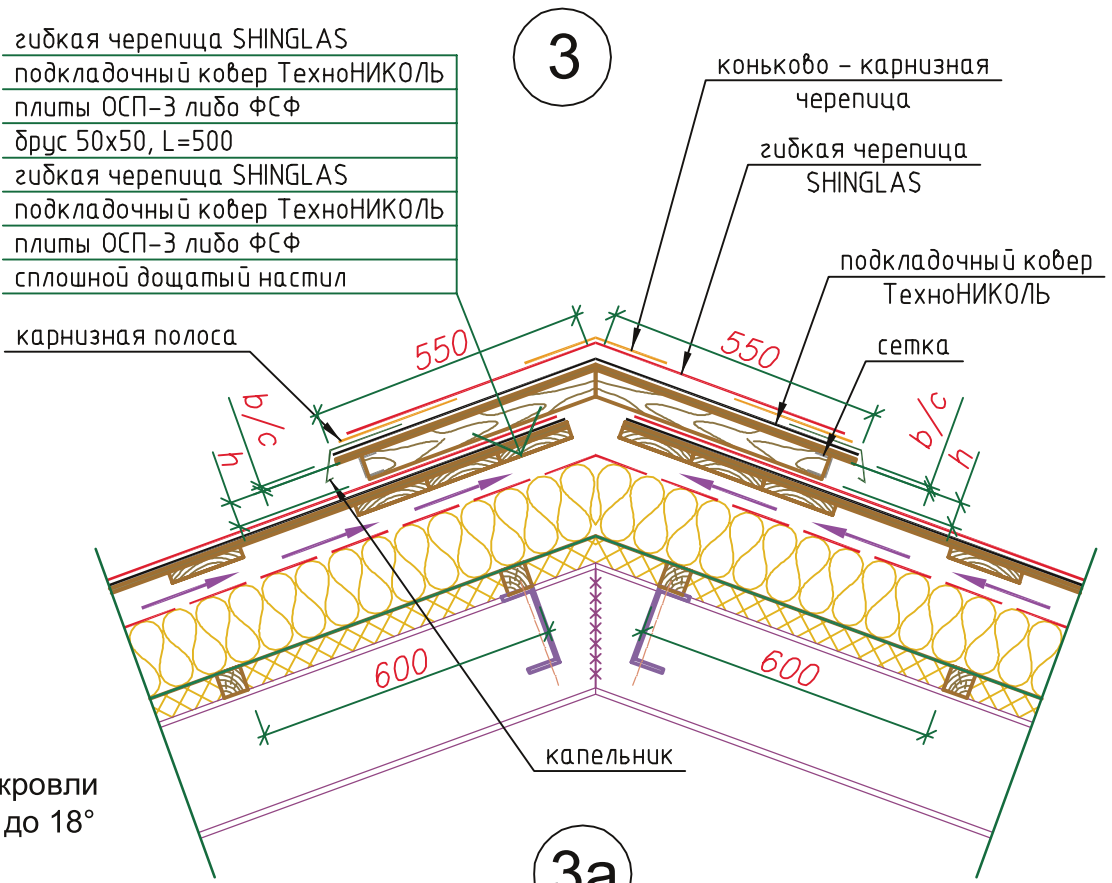 3
гибкая черепица SHINGLAS
подкладочный ковер ТехноНИКОЛЬ
плиты ОСП-3 либо ФСФ
брус 50х50, L=500
гибкая черепица SHINGLAS
подкладочный ковер ТехноНИКОЛЬ
плиты ОСП-3 либо ФСФ
сплошной дощатый настил
карнизная полоса
коньково - карнизная
черепица
гибкая черепица
SHINGLAS
подкладочный ковер
ТехноНИКОЛЬ
сетка
550
550
b/c
h
b/c
h
600
600
капельник
кровли
до 18°
3а